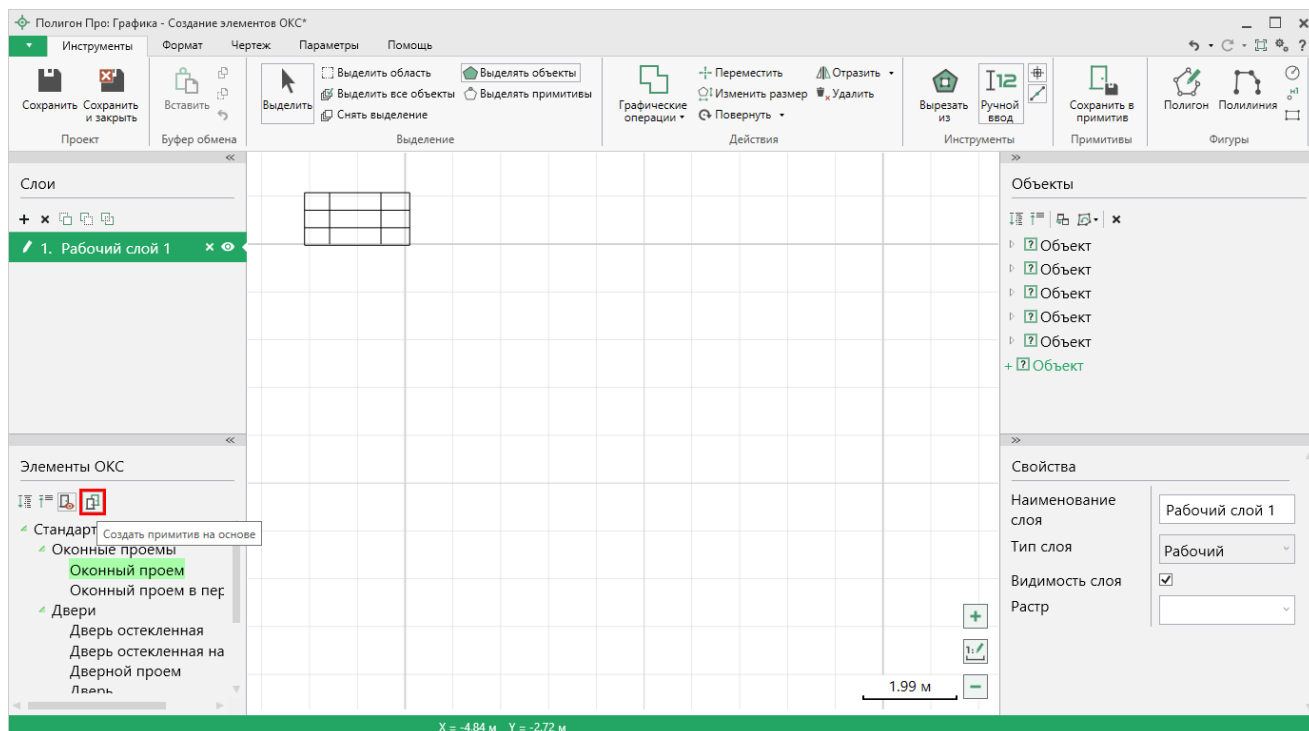 Полигон Про: Графика - Создание элементов ОКС*
Инструменты Формат Чертеж Параметры Помощь
?
Сохранить
Сохранить и закрыть
Проект
Вставить
Буфер обмена
Выделить
Выделить область
Выделить все объекты
Снять выделение
Выделять объекты
Выделять примитивы
Выделение
Графические операции
Переместить
Изменить размер
Повернуть
Отразить
Удалить
Действия
Вырезать из
Ручной ввод
Инструменты
Сохранить в примитив
Примитивы
Полигон
Полилиния
Фигуры
Слои
1. Рабочий слой 1
Элементы ОКС
Создать примитив на основе
Стандарт
Оконные проемы
Оконный проем
Оконный проем в пер
Двери
Дверь остекленная
Дверь остекленная на
Дверной проем
Дверь
1.99 м
Объекты
? Объект
? Объект
? Объект
? Объект
? Объект
+ ? Объект
Свойства
Наименование слоя
Рабочий слой 1
Тип слоя
Рабочий
Видимость слоя
Растр
X = -4.84 м Y = -2.72 м